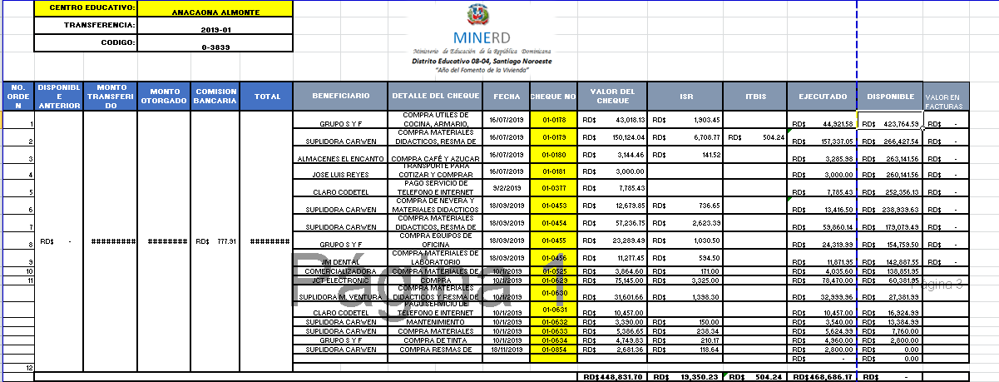 CENTRO EDUCATIVO: ANACAONA ALMONTE
TRANSFERENCIA: 2019-01
CODIGO: 0-3839
MINERD
Ministerio de Educación de la República Dominicana
Distrito Educativo 08-04, Santiago Noroeste
"Año del Fomento de la Vivienda"
NO. ORDEN DISPONIBLE ANTERIOR MONTO TRANSFERIDO MONTO OTORGADO COMISION BANCARIA TOTAL BENEFICIARIO DETALLE DEL CHEQUE FECHA CHEQUE NO VALOR DEL CHEQUE ISR ITBIS EJECUTADO DISPONIBLE VALOR EN FACTURAS
1 GRUPO S Y F COMPRA UTILES DE COCINA, ARMARIO, 16/07/2019 01-0178 RD$ 43,018.13 RD$ 1,903.45 RD$ 44,921.58 RD$ 423,764.59 RD$ -
2 SUPLIDORA CARWEN COMPRA MATERIALES DIDACTICOS, RESMA DE 16/07/2019 01-0179 RD$ 150,124.04 RD$ 6,708.77 RD$ 504.24 RD$ 157,337.05 RD$ 266,427.54 RD$ -
3 ALMACENES EL ENCANTO COMPRA CAFÉ Y AZUCAR 16/07/2019 01-0180 RD$ 3,144.46 RD$ 141.52 RD$ 3,285.98 RD$ 263,141.56 RD$ -
4 JOSE LUIS REYES TRANSPORTE PARA COTIZAR Y COMPRAR 16/07/2019 01-0181 RD$ 3,000.00 RD$ 3,000.00 RD$ 260,141.56 RD$ -
5 CLARO CODETEL PAGO SERVICIO DE TELEFONO E INTERNET 9/2/2019 01-0377 RD$ 7,785.43 RD$ 7,785.43 RD$ 252,356.13 RD$ -
6 SUPLIDORA CARWEN COMPRA DE NEVERA Y MATERIALES DIDACTICOS 18/09/2019 01-0453 RD$ 12,679.85 RD$ 736.65 RD$ 13,416.50 RD$ 238,939.63 RD$ -
7 SUPLIDORA CARWEN COMPRA MATERIALES DIDACTICOS, RESMA DE 18/09/2019 01-0454 RD$ 57,236.75 RD$ 2,623.39 RD$ 59,860.14 RD$ 179,079.49 RD$ -
RD$ - ######### ######## RD$ 777.91 ########
8 GRUPO S Y F COMPRA EQUIPOS DE OFICINA 18/09/2019 01-0455 RD$ 23,289.49 RD$ 1,030.50 RD$ 24,319.99 RD$ 154,759.50 RD$ -
9 JM DENTAL COMPRA MATERIALES DE LABORATORIO 18/09/2019 01-0456 RD$ 11,277.45 RD$ 594.50 RD$ 11,871.95 RD$ 142,887.55 RD$ -
10 COMERCIALIZADORA COMPRA MATERIALES DE 10/1/2019 01-0525 RD$ 3,864.60 RD$ 171.00 RD$ 4,035.60 RD$ 138,851.95
11 JCT ELECTRONIC COMPRA 10/1/2019 01-0629 RD$ 75,145.00 RD$ 3,325.00 RD$ 78,470.00 RD$ 60,381.95
Página 1
Página 3
SUPLIDORA M. VENTURA COMPRA MATERIALES DIDACTICOS Y RESMA DE 10/1/2019 01-0630 RD$ 31,601.66 RD$ 1,398.30 RD$ 32,999.96 RD$ 27,381.99
CLARO CODETEL PAGO SERVICIO DE TELEFONO E INTERNET 10/1/2019 01-0631 RD$ 10,457.00 RD$ 10,457.00 RD$ 16,924.99
SUPLIDORA CARWEN MANTENIMIENTO 10/1/2019 01-0632 RD$ 3,390.00 RD$ 150.00 RD$ 3,540.00 RD$ 13,384.99
SUPLIDORA CARWEN COMPRA MATERIALES 10/1/2019 01-0633 RD$ 5,386.65 RD$ 238.34 RD$ 5,624.99 RD$ 7,760.00
GRUPO S Y F COMPRA DE TINTA 10/1/2019 01-0634 RD$ 4,749.83 RD$ 210.17 RD$ 4,960.00 RD$ 2,800.00
SUPLIDORA CARWEN COMPRA RESMAS DE 18/11/2019 01-0854 RD$ 2,681.36 RD$ 118.64 RD$ 2,800.00 RD$ 0.00
12 RD$ - RD$ 0.00
RD$448,831.70 RD$ 19,350.23 RD$ 504.24 RD$468,686.17 RD$ -